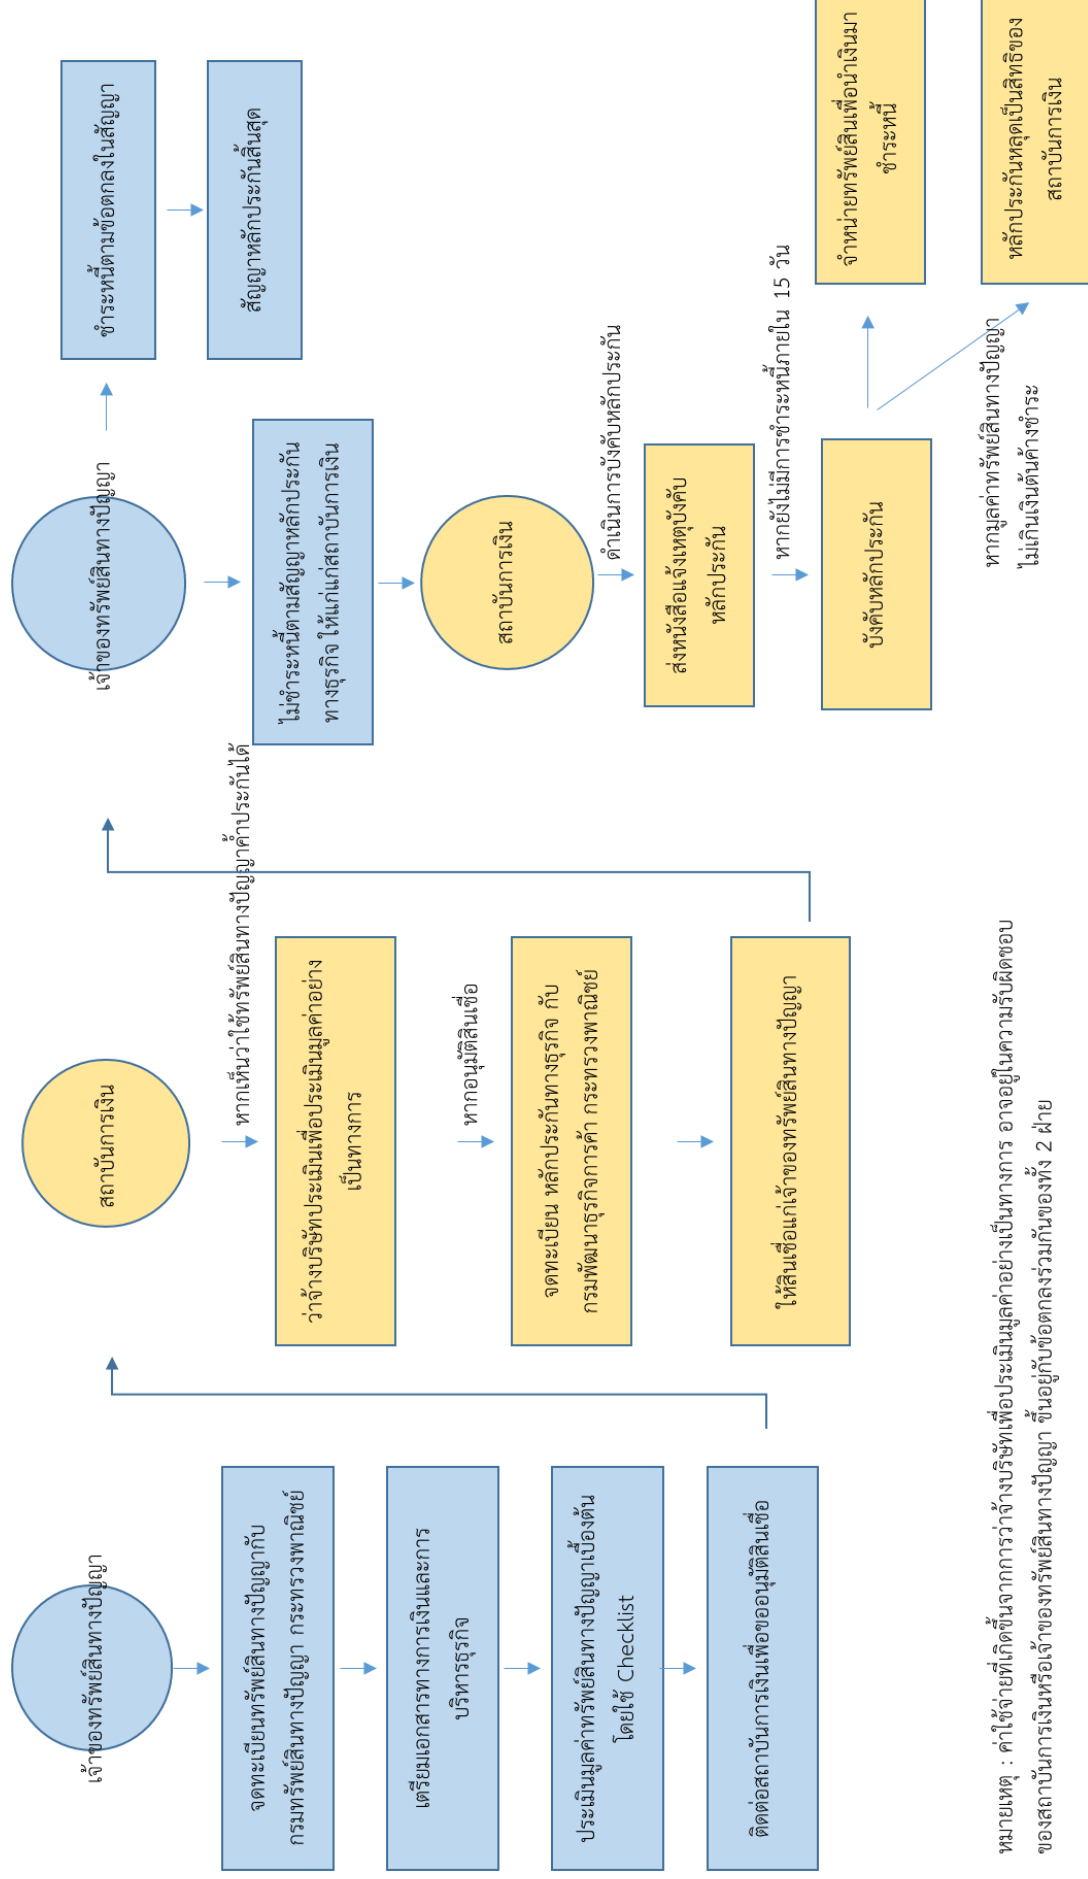 เจ้าของทรัพย์สินทางปัญญา
จดทะเบียนทรัพย์สินทางปัญญากับ
กรมทรัพย์สินทางปัญญา กระทรวงพาณิชย์
เตรียมเอกสารทางการเงินและการ
บริหารธุรกิจ
ประเมินมูลค่าทรัพย์สินทางปัญญาเบื้องต้น
โดยใช้ Checklist
ติดต่อสถาบันการเงินเพื่อขออนุมัติสินเชื่อ
สถาบันการเงิน
หากเห็นว่าใช้ทรัพย์สินทางปัญญาค้ำประกันได้
ว่าจ้างบริษัทประเมินเพื่อประเมินมูลค่าอย่าง
เป็นทางการ
หากอนุมัติสินเชื่อ
จดทะเบียน หลักประกันทางธุรกิจ กับ
กรมพัฒนาธุรกิจการค้า กระทรวงพาณิชย์
ให้สินเชื่อแก่เจ้าของทรัพย์สินทางปัญญา
เจ้าของทรัพย์สินทางปัญญา
ชำระหนี้ตามข้อตกลงในสัญญา
สัญญาหลักประกันสิ้นสุด
ไม่ชำระหนี้ตามสัญญาหลักประกัน
ทางธุรกิจ ให้แก่แก่สถาบันการเงิน
สถาบันการเงิน
ดำเนินการบังคับหลักประกัน
ส่งหนังสือแจ้งเหตุบังคับ
หลักประกัน
หากยังไม่มีการชำระหนี้ภายใน 15 วัน
บังคับหลักประกัน
จำหน่ายทรัพย์สินเพื่อนำเงินมา
ชำระหนี้
หากมูลค่าทรัพย์สินทางปัญญา
ไม่เกินเงินต้นค้างชำระ
หลักประกันหลุดเป็นสิทธิของ
สถาบันการเงิน
หมายเหตุ : ค่าใช้จ่ายที่เกิดขึ้นจากการว่าจ้างบริษัทเพื่อประเมินมูลค่าอย่างเป็นทางการ อาจอยู่ในความรับผิดชอบ
ของสถาบันการเงินหรือเจ้าของทรัพย์สินทางปัญญา ขึ้นอยู่กับข้อตกลงร่วมกันของทั้ง 2 ฝ่าย